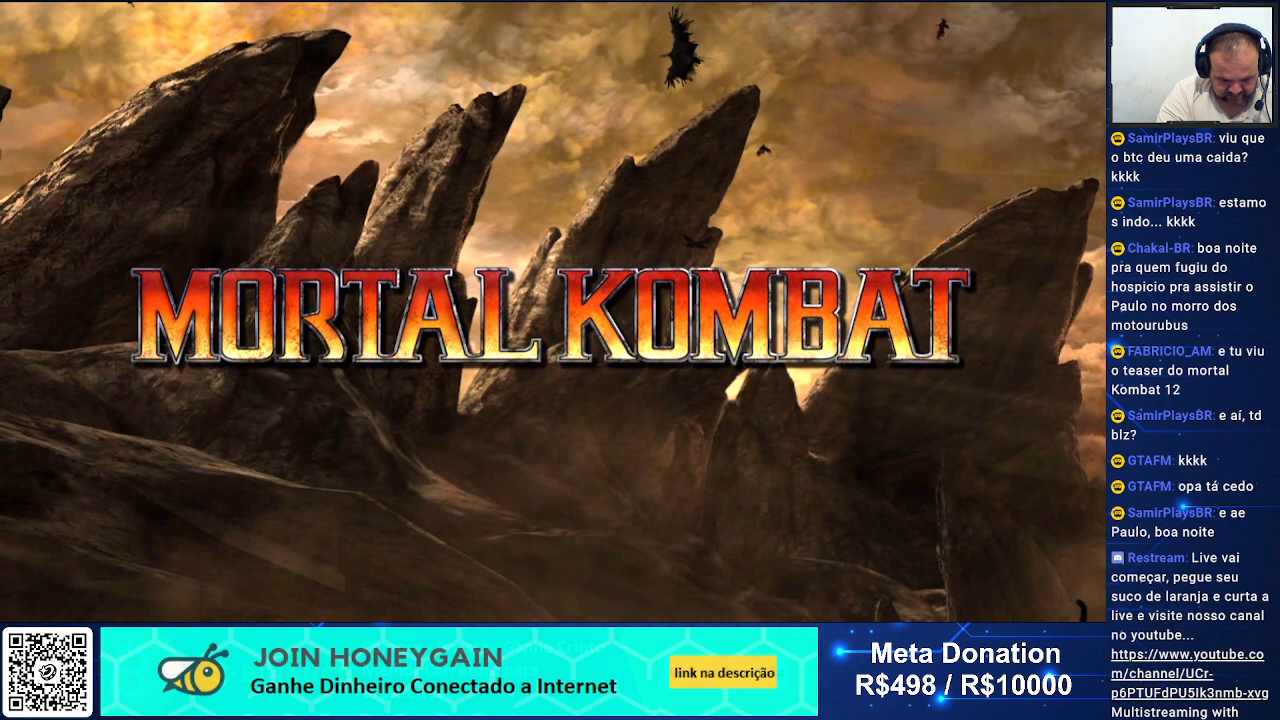 MORTAL KOMBAT
SamirPlaysBR: viu que
o btc deu uma caida?
kkkk
SamirPlaysBR: estamo
s indo... kkkk
Chakal-BR: boa noite
pra quem fugiu do
hospicio pra assistir o
Paulo no morro dos
motourubus
FABRICIO_AM: e tu viu
o teaser do mortal
Kombat 12
SamirPlaysBR: e aí, td
blz?
GTAFM: kkkk
GTAFM: opa tá cedo
SamirPlaysBR: e ae
Paulo, boa noite
Restream: Live vai
começar, pegue seu
suco de laranja e curta a
live e visite nosso canal
no youtube...
https://www.youtube.co
m/channel/UCr-
p6PTUFdPU5Ik3nmb-xvg
Multistreaming with
JOIN HONEYGAIN
Ganhe Dinheiro Conectado a Internet
link na descrição
Meta Donation
R$498 / R$10000